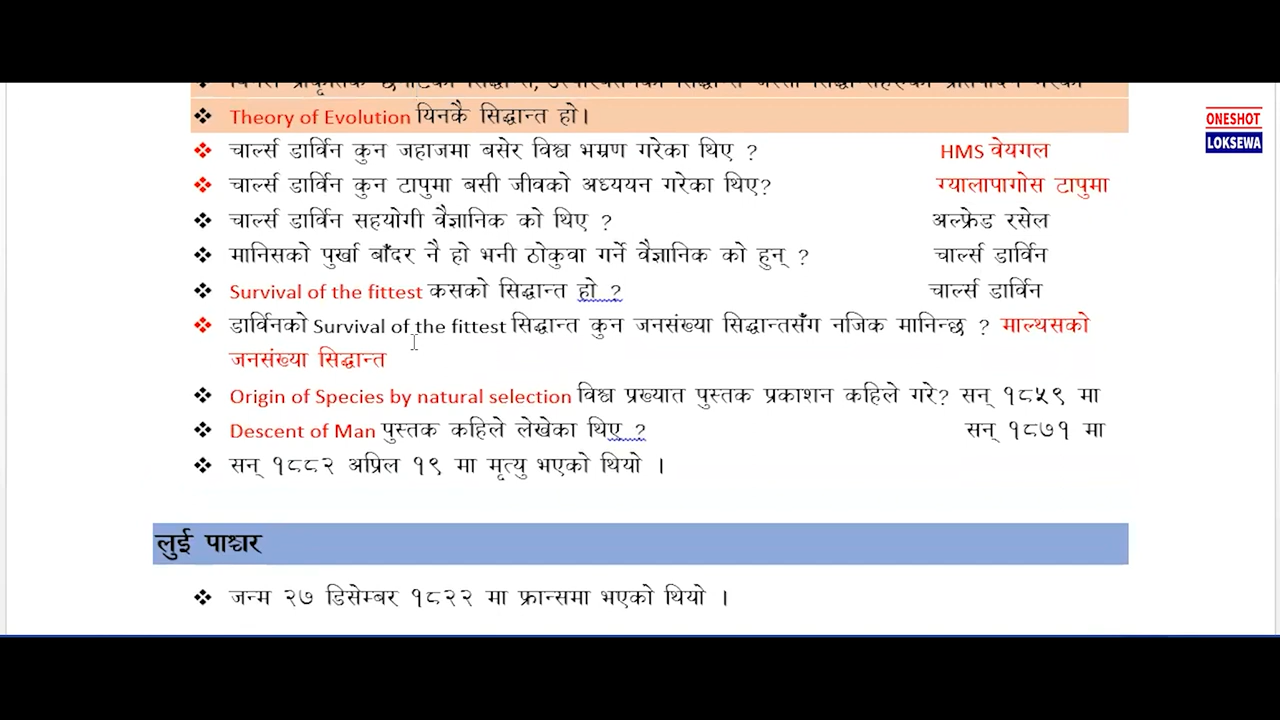 Theory of Evolution यिनकै सिद्धान्त हो।
ONESHOT
LOKSEWA
चार्ल्स डार्विन कुन जहाजमा बसेर विश्व भम्रण गरेका थिए ? HMS वेयगल
चार्ल्स डार्विन कुन टापुमा बसी जीवको अध्ययन गरेका थिए? ग्यालापागोस टापुमा
चार्ल्स डार्विन सहयोगी वैज्ञानिक को थिए ? अल्फ्रेड रसेल
मानिसको पुर्खा बाँदर नै हो भनी ठोकुवा गर्ने वैज्ञानिक को हुन् ? चार्ल्स डार्विन
Survival of the fittest कसको सिद्धान्त हो ? चार्ल्स डार्विन
डार्विनको Survival of the fittest सिद्धान्त कुन जनसंख्या सिद्धान्तसँग नजिक मानिन्छ ? माल्थसको
जनसंख्या सिद्धान्त
Origin of Species by natural selection विश्व प्रख्यात पुस्तक प्रकाशन कहिले गरे? सन् १८५९ मा
Descent of Man पुस्तक कहिले लेखेका थिए ? सन् १८७१ मा
सन् १८८२ अप्रिल १९ मा मृत्यु भएको थियो ।
लुई पाश्चर
जन्म २७ डिसेम्बर १८२२ मा फ्रान्समा भएको थियो ।